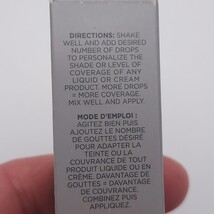 DIRECTIONS: SHAKE
WELL AND ADD DESIRED
NUMBER OF DROPS
TO PERSONALIZE THE
SHADE OR LEVEL OF
COVERAGE OF ANY
LIQUID OR CREAM
PRODUCT. MORE DROPS
= MORE COVERAGE.
MIX WELL AND APPLY.
MODE D'EMPLOI :
AGITEZ BIEN PUIS
AJOUTEZ LE NOMBRE
DE GOUTTES DÉSIRÉ
POUR ADAPTER LA
TEINTE OU LA
COUVRANCE DE TOUT
PRODUIT LIQUIDE OU EN
CRÈME. DAVANTAGE DE
GOUTTES = DAVANTAGE
DE COUVRANCE.
COMBINEZ BIEN PUIS
APPLIQUEZ.